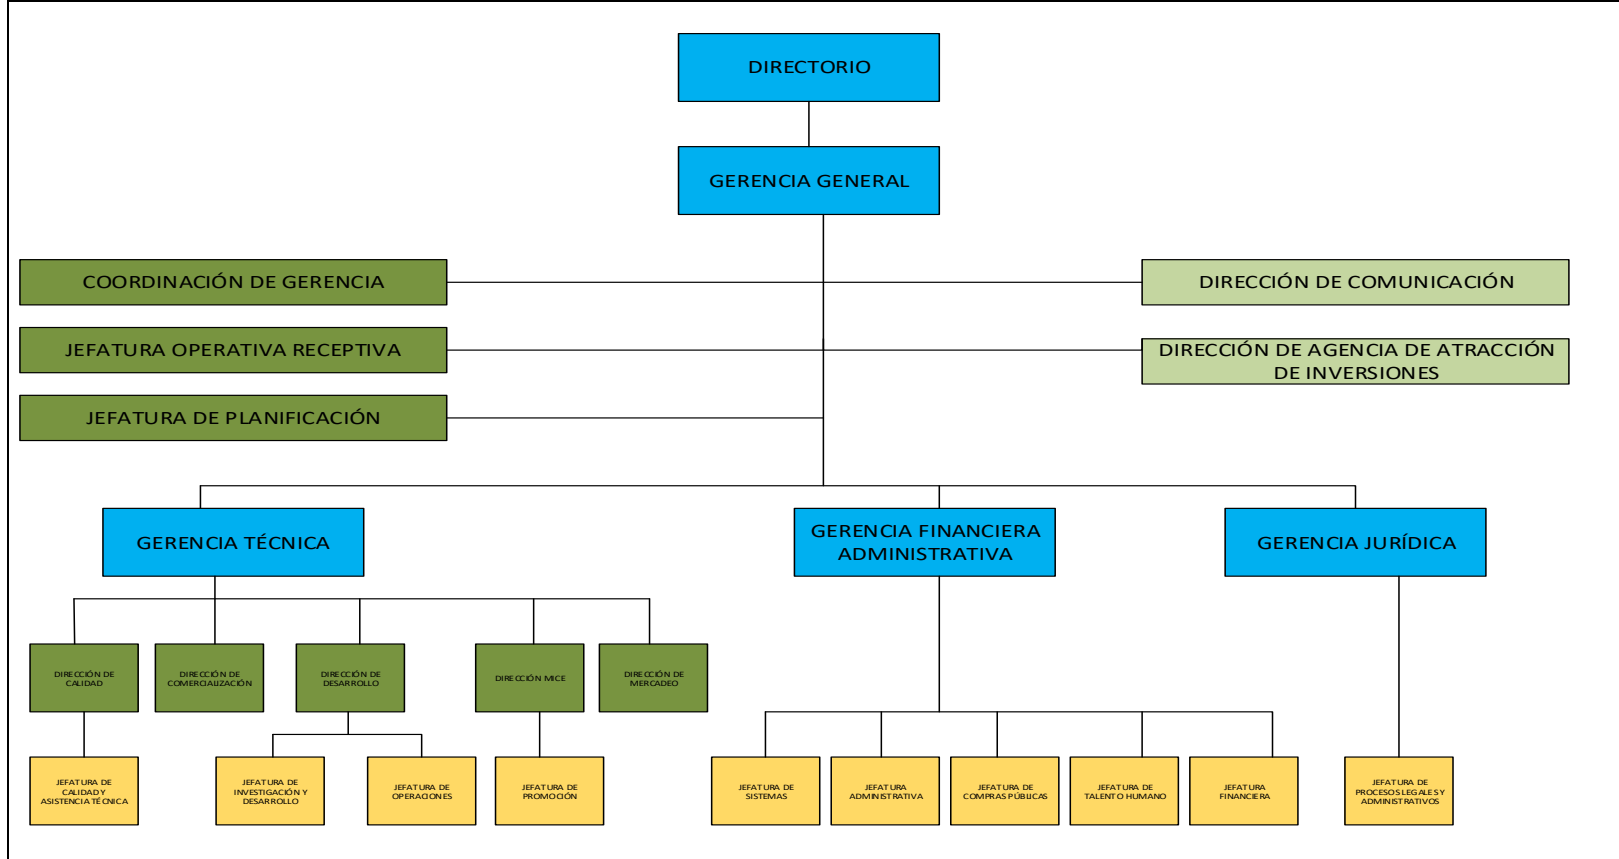 DIRECTORIO
GERENCIA GENERAL
COORDINACIÓN DE GERENCIA
DIRECCIÓN DE COMUNICACIÓN
JEFATURA OPERATIVA RECEPTIVA
DIRECCIÓN DE AGENCIA DE ATRACCIÓN
DE INVERSIONES
JEFATURA DE PLANIFICACIÓN
GERENCIA TÉCNICA
GERENCIA FINANCIERA
ADMINISTRATIVA
GERENCIA JURÍDICA
DIRECCIÓN DE
CALIDAD
DIRECCIÓN DE
COMERCIALIZACIÓN
DIRECCIÓN DE
DESARROLLO
DIRECCIÓN MICE
DIRECCIÓN DE
MERCADEO
JEFATURA DE
CALIDAD Y
ASISTENCIA TÉCNICA
JEFATURA DE
INVESTIGACIÓN Y
DESARROLLO
JEFATURA DE
OPERACIONES
JEFATURA DE
PROMOCIÓN
JEFATURA DE
SISTEMAS
JEFATURA
ADMINISTRATIVA
JEFATURA DE
COMPRAS PÚBLICAS
JEFATURA DE
TALENTO HUMANO
JEFATURA
FINANCIERA
JEFATURA DE
PROCESOS LEGALES Y
ADMINISTRATIVOS